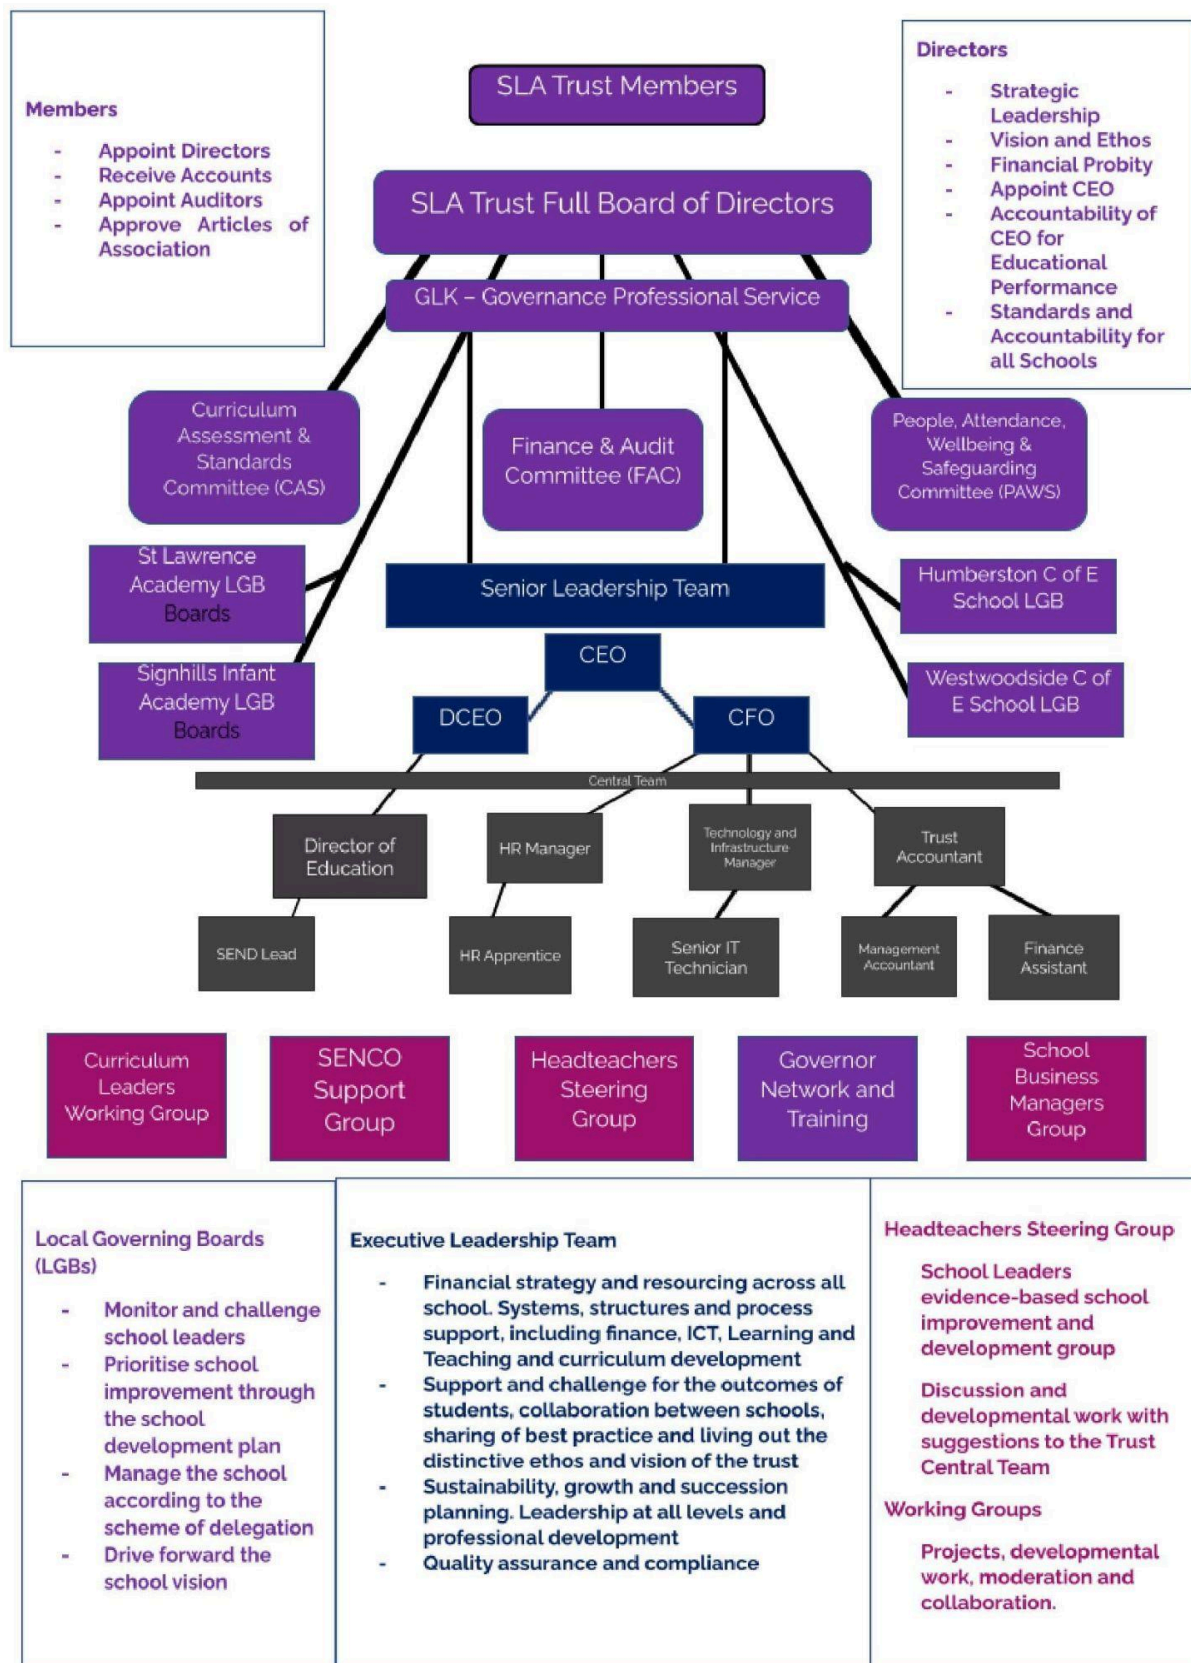 SLA Trust Members
Members
- Appoint Directors
- Receive Accounts
- Appoint Auditors
- Approve Articles of
Association
Directors
- Strategic
Leadership
- Vision and Ethos
- Financial Probity
- Appoint CEO
- Accountability of
CEO for
Educational
Performance
- Standards and
Accountability for
all Schools
SLA Trust Full Board of Directors
GLK – Governance Professional Service
Curriculum
Assessment &
Standards
Committee (CAS)
Finance & Audit
Committee (FAC)
People, Attendance,
Wellbeing &
Safeguarding
Committee (PAWS)
St Lawrence
Academy LGB
Boards
Senior Leadership Team
Humberston C of E
School LGB
Signhills Infant
Academy LGB
Boards
CEO
DCEO
CFO
Westwoodside C of
E School LGB
Central Team
Director of
Education
HR Manager
Technology and
Infrastructure
Manager
Trust
Accountant
SEND Lead
HR Apprentice
Senior IT
Technician
Management
Accountant
Finance
Assistant
Curriculum
Leaders
Working Group
SENCO
Support
Group
Headteachers
Steering
Group
Governor
Network and
Training
School
Business
Managers
Group
Local Governing Boards
(LGBs)
- Monitor and challenge
school leaders
- Prioritise school
improvement through
the school
development plan
- Manage the school
according to the
scheme of delegation
- Drive forward the
school vision
Executive Leadership Team
- Financial strategy and resourcing across all
school. Systems, structures and process
support, including finance, ICT, Learning and
Teaching and curriculum development
- Support and challenge for the outcomes of
students, collaboration between schools,
sharing of best practice and living out the
distinctive ethos and vision of the trust
- Sustainability, growth and succession
planning. Leadership at all levels and
professional development
- Quality assurance and compliance
Headteachers Steering Group
School Leaders
evidence-based school
improvement and
development group
Discussion and
developmental work with
suggestions to the Trust
Central Team
Working Groups
Projects, developmental
work, moderation and
collaboration.